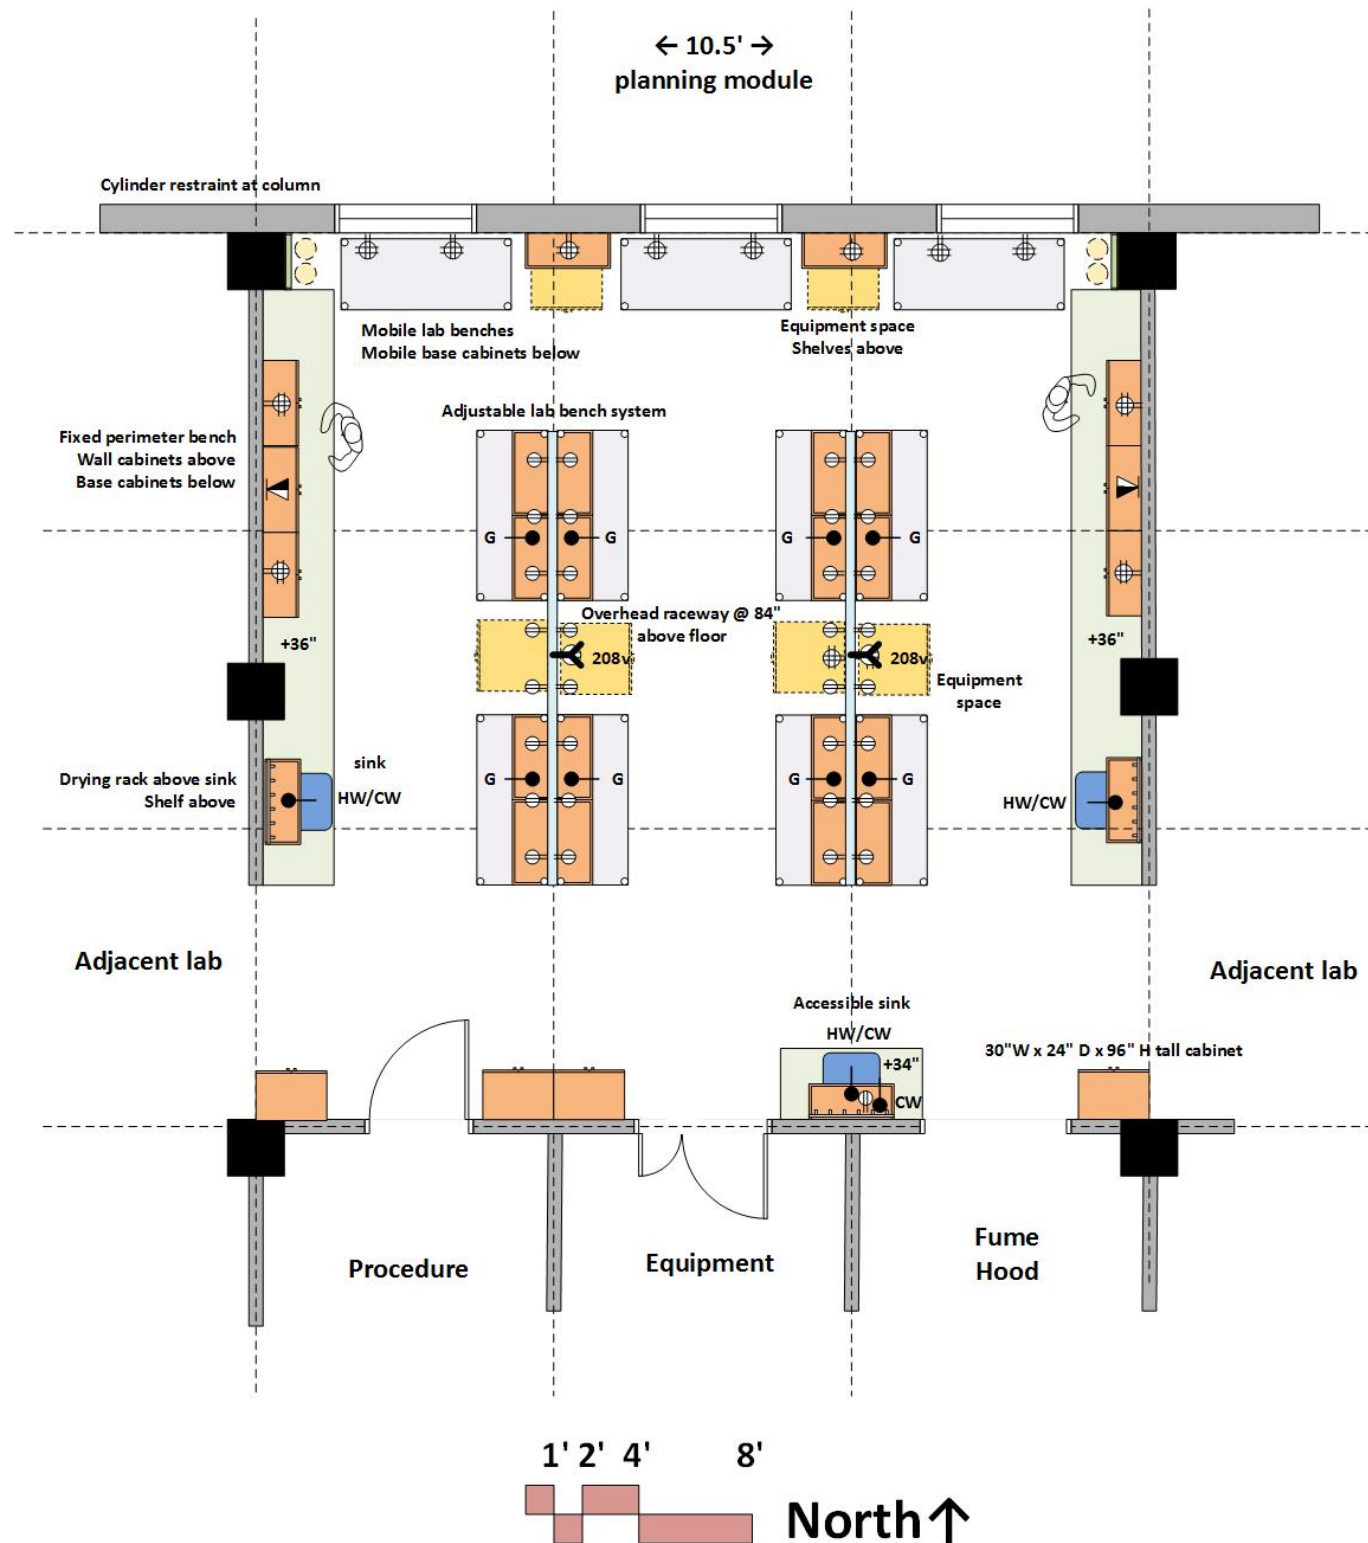 ← 10.5' →
planning module
Cylinder restraint at column
Mobile lab benches
Mobile base cabinets below
Equipment space
Shelves above
Adjustable lab bench system
Fixed perimeter bench
Wall cabinets above
Base cabinets below
G
G
G
G
Overhead raceway @ 84"
above floor
+36"
+36"
208v
208v
Equipment
space
sink
Drying rack above sink
Shelf above
HW/CW
G
G
G
G
HW/CW
Adjacent lab
Adjacent lab
Accessible sink
HW/CW
+34"
CW
30"W x 24" D x 96" H tall cabinet
Procedure
Equipment
Fume
Hood
1' 2' 4' 8'
North↑